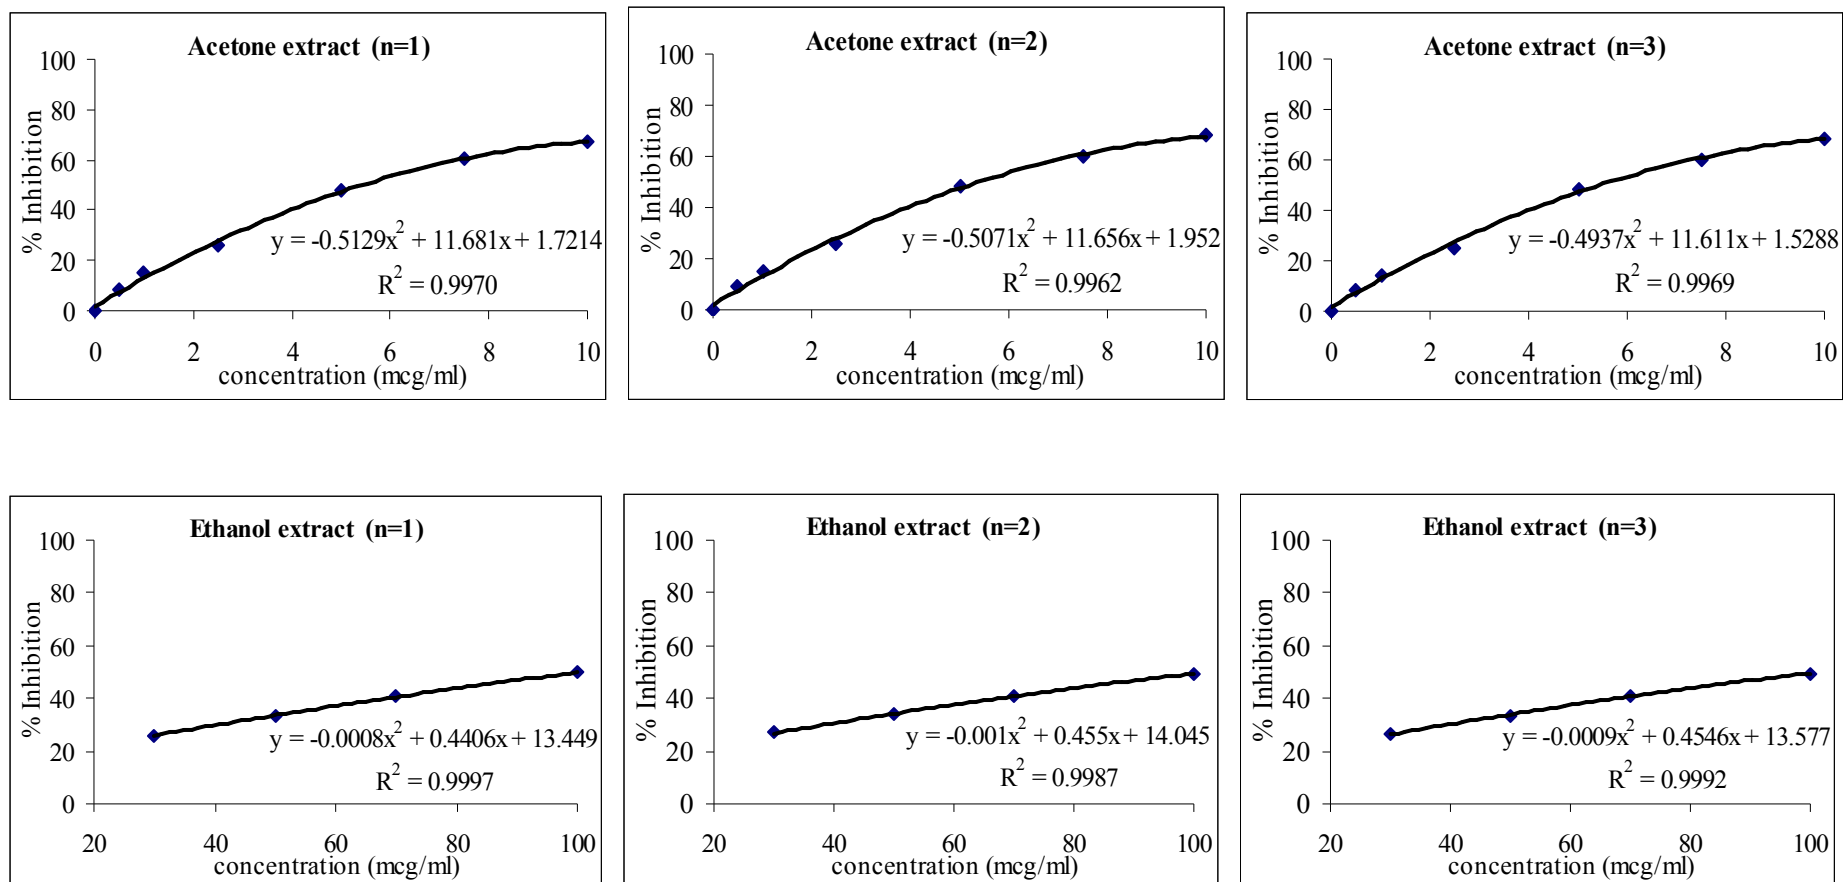 Acetone extract (n=1)
100
80
60
40
20
0
% Inhibition
y = -0.5129x² + 11.681x + 1.7214
R² = 0.9970
0 2 4 6 8 10
concentration (mcg/ml)
Acetone extract (n=2)
100
80
60
40
20
0
% Inhibition
y = -0.5071x² + 11.656x + 1.952
R² = 0.9962
0 2 4 6 8 10
concentration (mcg/ml)
Acetone extract (n=3)
100
80
60
40
20
0
% Inhibition
y = -0.4937x² + 11.611x + 1.5288
R² = 0.9969
0 2 4 6 8 10
concentration (mcg/ml)
Ethanol extract (n=1)
100
80
60
40
20
0
% Inhibition
y = -0.0008x² + 0.4406x + 13.449
R² = 0.9997
20 40 60 80 100
concentration (mcg/ml)
Ethanol extract (n=2)
100
80
60
40
20
0
% Inhibition
y = -0.001x² + 0.455x + 14.045
R² = 0.9987
20 40 60 80 100
concentration (mcg/ml)
Ethanol extract (n=3)
100
80
60
40
20
0
% Inhibition
y = -0.0009x² + 0.4546x + 13.577
R² = 0.9992
20 40 60 80 100
concentration (mcg/ml)